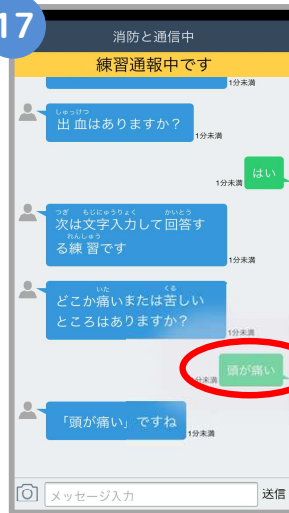 17
消防と通信中
練習通報中です
1分未満
しゅっけつ
出血はありますか？
1分未満
はい
1分未満
つぎ もじにゅうりょく かいとう
次は文字入力して回答す
れんしゅう
る練習です
1分未満
いた くる
どこか痛いまたは苦しい
ところはありますか？
1分未満
頭が痛い
1分未満
「頭が痛い」ですね
1分未満
メッセージ入力
送信